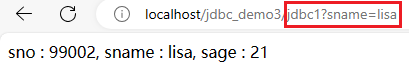 localhost/jdbc_demo3/jdbc1?sname=lisa
sno : 99002, sname : lisa, sage : 21